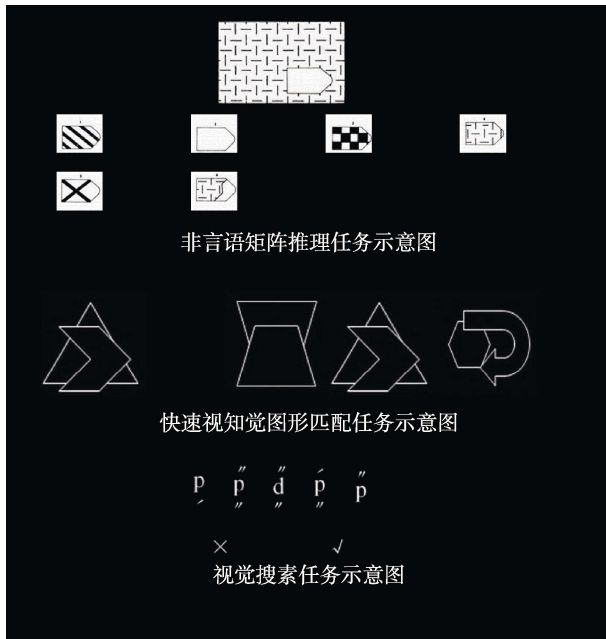 非言语矩阵推理任务示意图
快速视知觉图形匹配任务示意图
p p d p p
× √
视觉搜素任务示意图